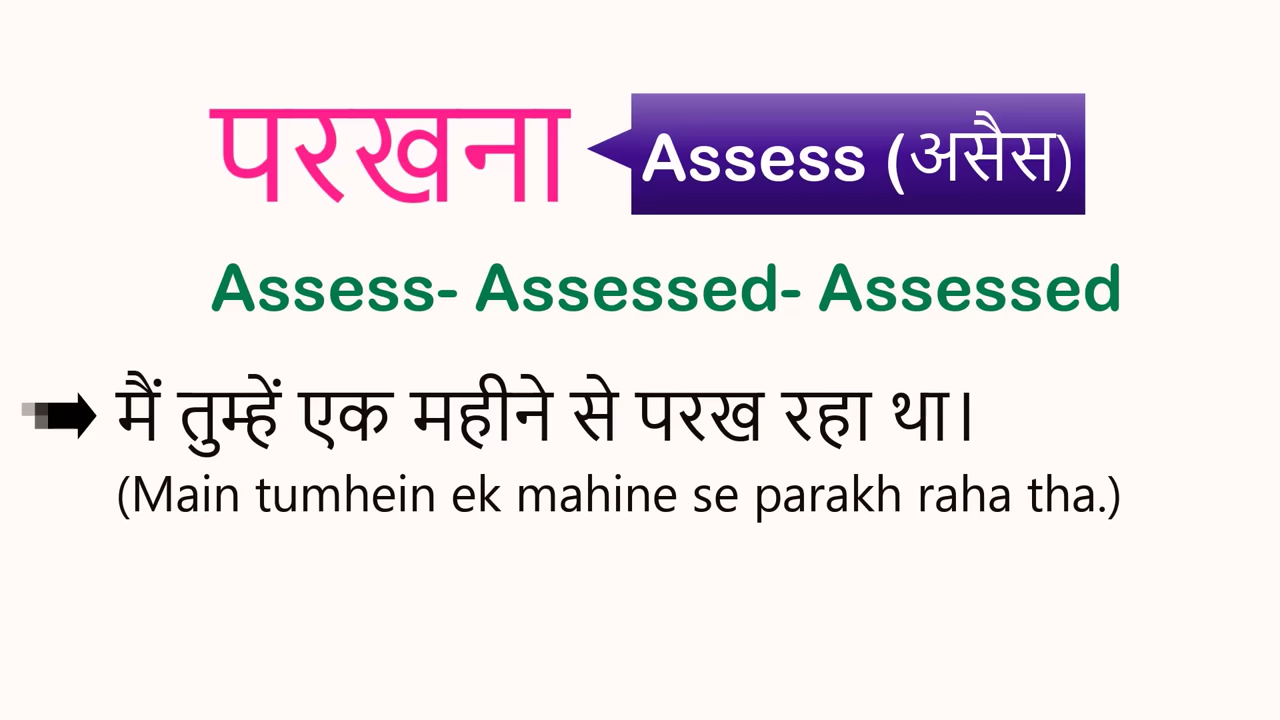 परखना Assess (असैस)
Assess- Assessed- Assessed
मैं तुम्हें एक महीने से परख रहा था।
(Main tumhein ek mahine se parakh raha tha.)